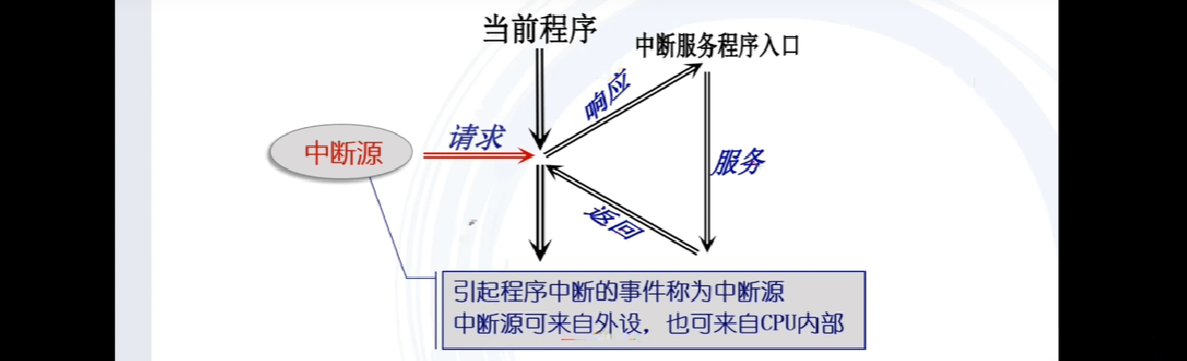 当前程序
中断服务程序入口
响应
请求
中断源
服务
返回
引起程序中断的事件称为中断源
中断源可来自外设，也可来自CPU内部